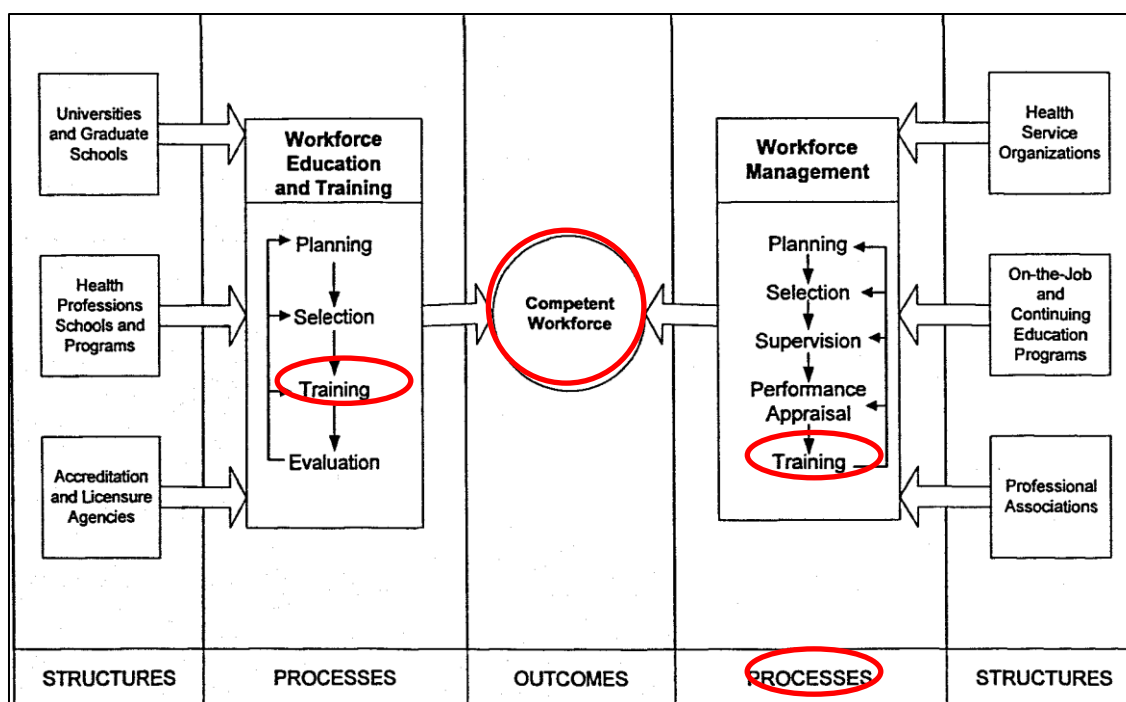 Universities
and Graduate
Schools
Health
Professions
Schools and
Programs
Accreditation
and Licensure
Agencies
Workforce
Education
and Training
Planning
Selection
Training
Evaluation
Competent
Workforce
Workforce
Management
Planning
Selection
Supervision
Performance
Appraisal
Training
Health
Service
Organizations
On-the-Job
and
Continuing
Education
Programs
Professional
Associations
STRUCTURES
PROCESSES
OUTCOMES
PROCESSES
STRUCTURES